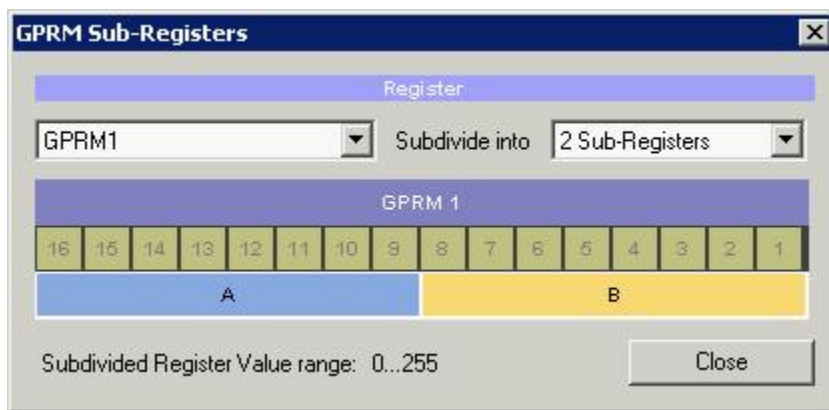 GPRM Sub-Registers
Register
GPRM1 Subdivide into 2 Sub-Registers
GPRM 1
16 15 14 13 12 11 10 9 8 7 6 5 4 3 2 1
A B
Subdivided Register Value range: 0...255 Close